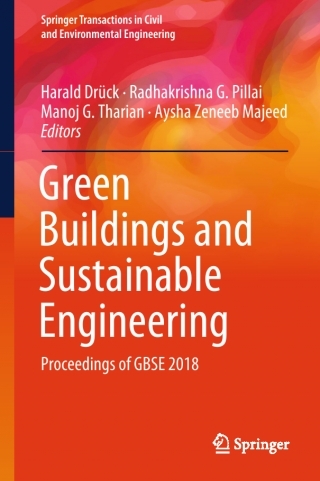 Springer Transactions in Civil
and Environmental Engineering
Harald Drück · Radhakrishna G. Pillai
Manoj G. Tharian · Aysha Zeneeb Majeed
Editors
Green
Buildings and
Sustainable
Engineering
Proceedings of GBSE 2018
Springer